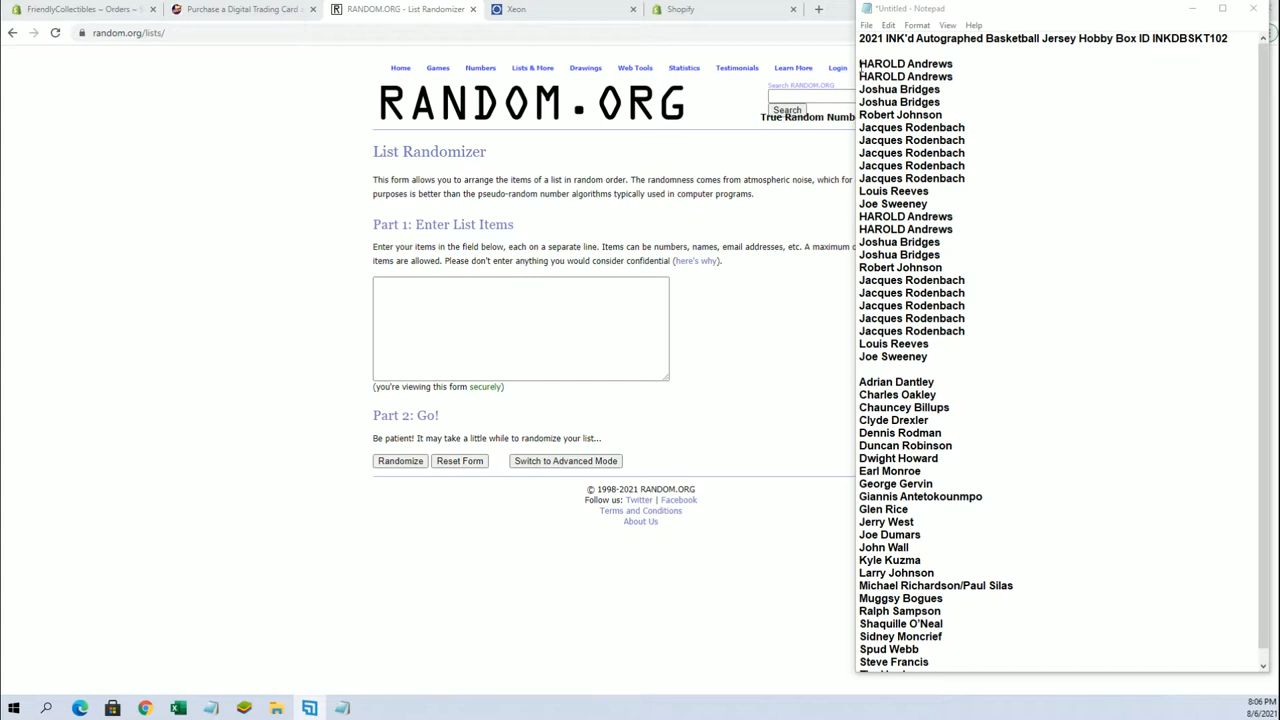 FriendlyCollectibles ~ Orders ~
Purchase a Digital Trading Card
RANDOM.ORG - List Randomizer
Xeon
Shopify
random.org/lists/
*Untitled - Notepad
File Edit Format View Help
2021 INK'd Autographed Basketball Jersey Hobby Box ID INKDBSKT102
HAROLD Andrews
HAROLD Andrews
Joshua Bridges
Joshua Bridges
Robert Johnson
Jacques Rodenbach
Jacques Rodenbach
Jacques Rodenbach
Jacques Rodenbach
Jacques Rodenbach
Louis Reeves
Joe Sweeney
HAROLD Andrews
HAROLD Andrews
Joshua Bridges
Joshua Bridges
Robert Johnson
Jacques Rodenbach
Jacques Rodenbach
Jacques Rodenbach
Jacques Rodenbach
Jacques Rodenbach
Louis Reeves
Joe Sweeney
Adrian Dantley
Charles Oakley
Chauncey Billups
Clyde Drexler
Dennis Rodman
Duncan Robinson
Dwight Howard
Earl Monroe
George Gervin
Giannis Antetokounmpo
Glen Rice
Jerry West
Joe Dumars
John Wall
Kyle Kuzma
Larry Johnson
Michael Richardson/Paul Silas
Muggsy Bogues
Ralph Sampson
Shaquille O'Neal
Sidney Moncrief
Spud Webb
Steve Francis
Home Games Numbers Lists & More Drawings Web Tools Statistics Testimonials Learn More Login
RANDOM.ORG
Search RANDOM.ORG
Search
True Random Numb
List Randomizer
This form allows you to arrange the items of a list in random order. The randomness comes from atmospheric noise, which for
purposes is better than the pseudo-random number algorithms typically used in computer programs.
Part 1: Enter List Items
Enter your items in the field below, each on a separate line. Items can be numbers, names, email addresses, etc. A maximum
items are allowed. Please don't enter anything you would consider confidential (here's why).
(you're viewing this form securely)
Part 2: Go!
Be patient! It may take a little while to randomize your list...
Randomize Reset Form Switch to Advanced Mode
© 1998-2021 RANDOM.ORG
Follow us: Twitter | Facebook
Terms and Conditions
About Us
8:06 PM
8/6/2021